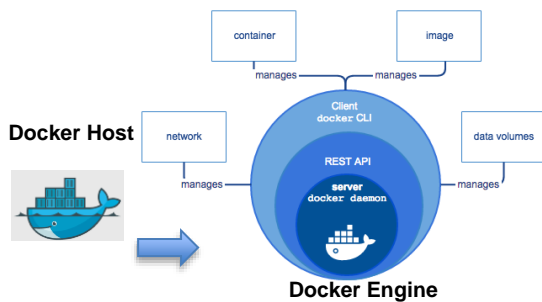 container
image
manages
manages
Client
docker CLI
Docker Host
network
data volumes
REST API
manages
manages
server
docker daemon
Docker Engine